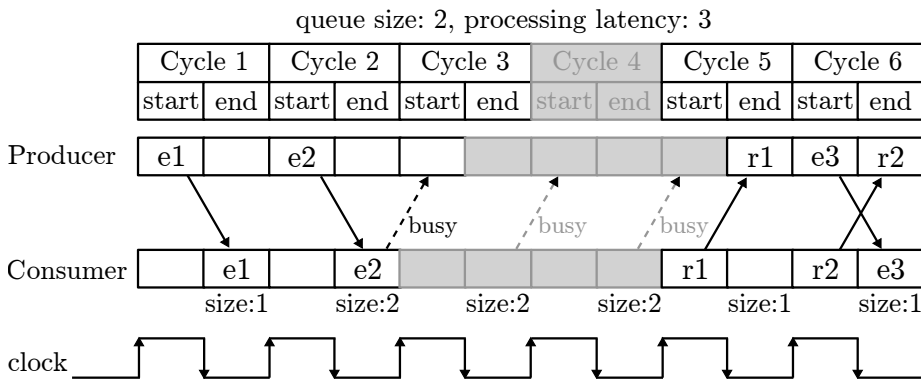 queue size: 2, processing latency: 3
Cycle 1 Cycle 2 Cycle 3 Cycle 4 Cycle 5 Cycle 6
start end start end start end start end start end start end
Producer e1 e2 r1 e3 r2
busy busy busy
Consumer e1 e2 r1 r2 e3
size:1 size:2 size:2 size:2 size:1 size:1
clock